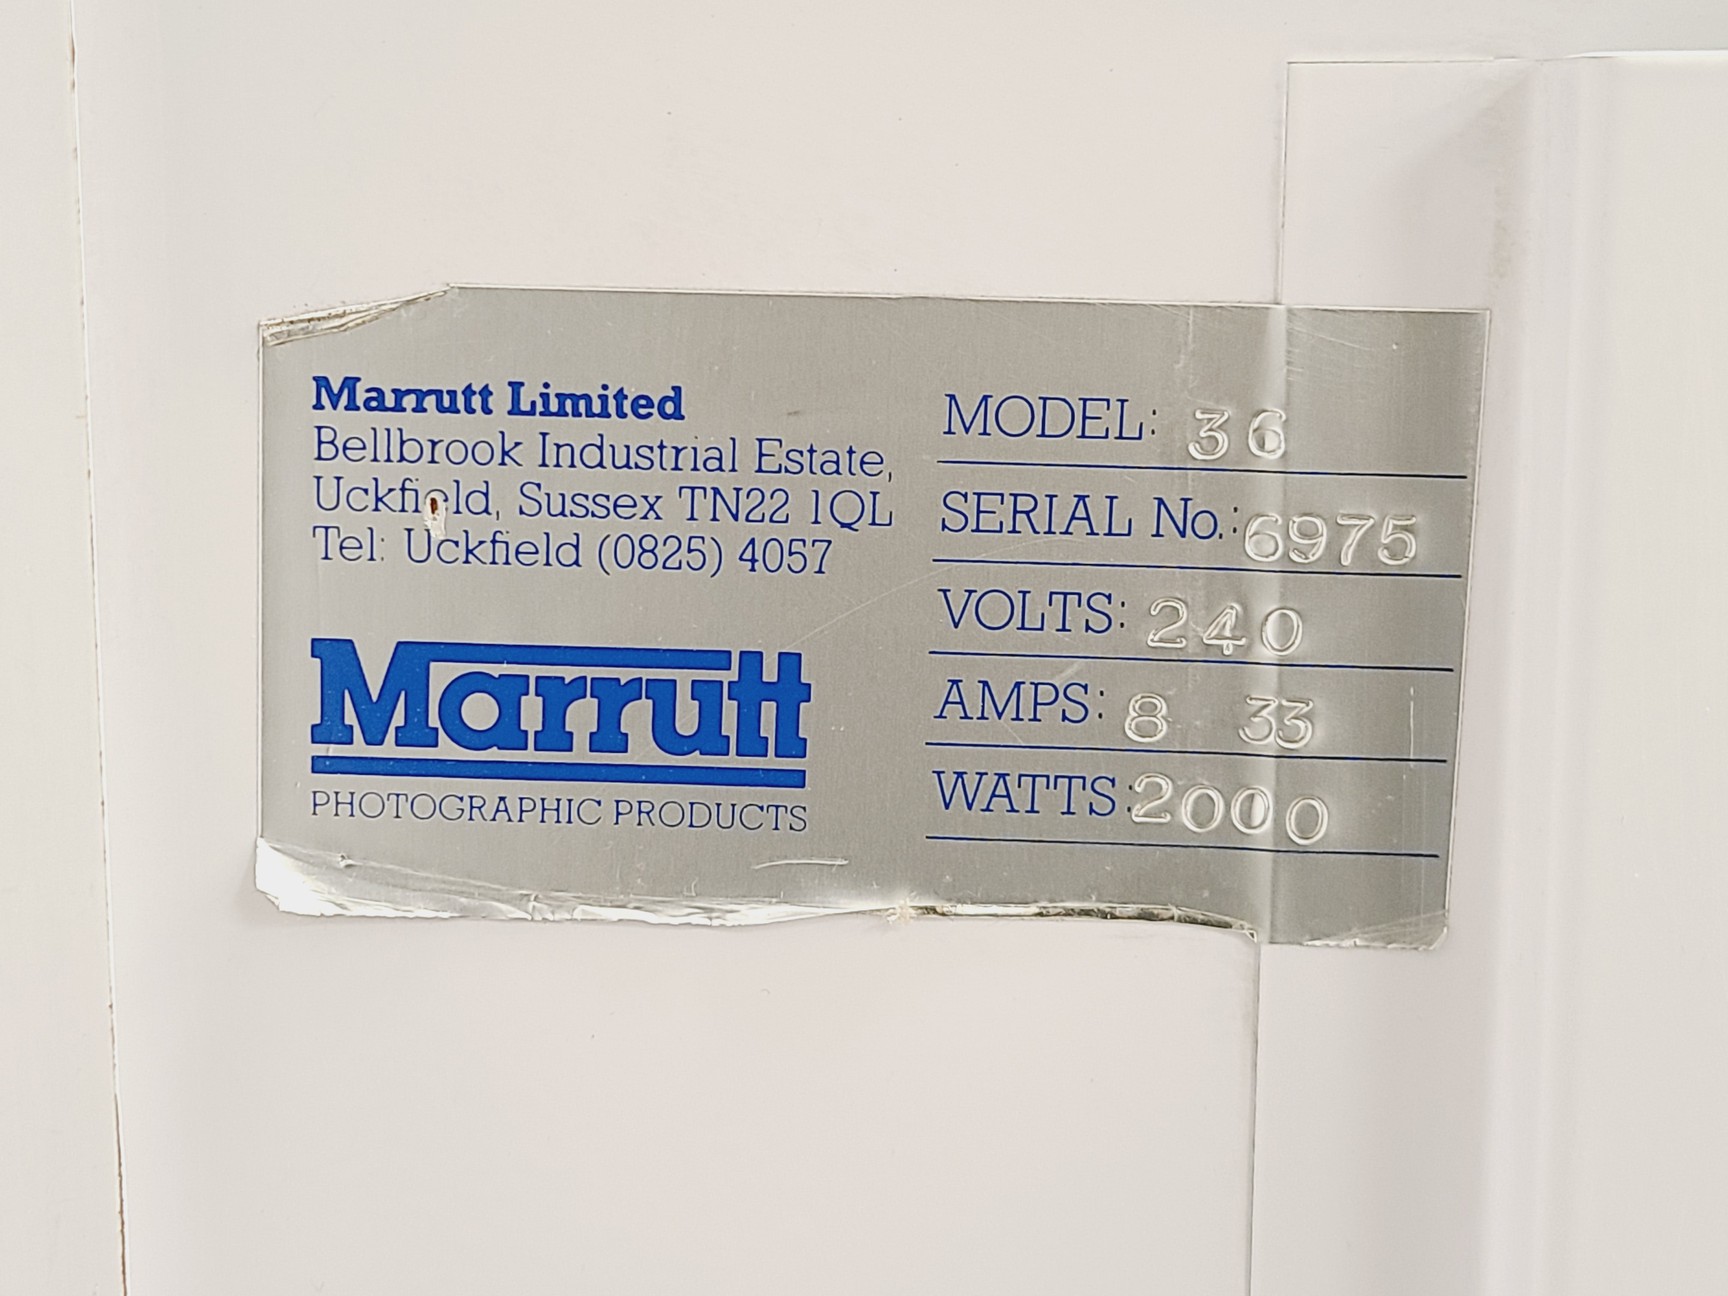 Marrutt Limited
Bellbrook Industrial Estate,
Uckfield, Sussex TN22 1QL
Tel: Uckfield (0825) 4057
Marrutt
PHOTOGRAPHIC PRODUCTS
MODEL: 36
SERIAL No.: 6975
VOLTS: 240
AMPS: 8 33
WATTS: 2000